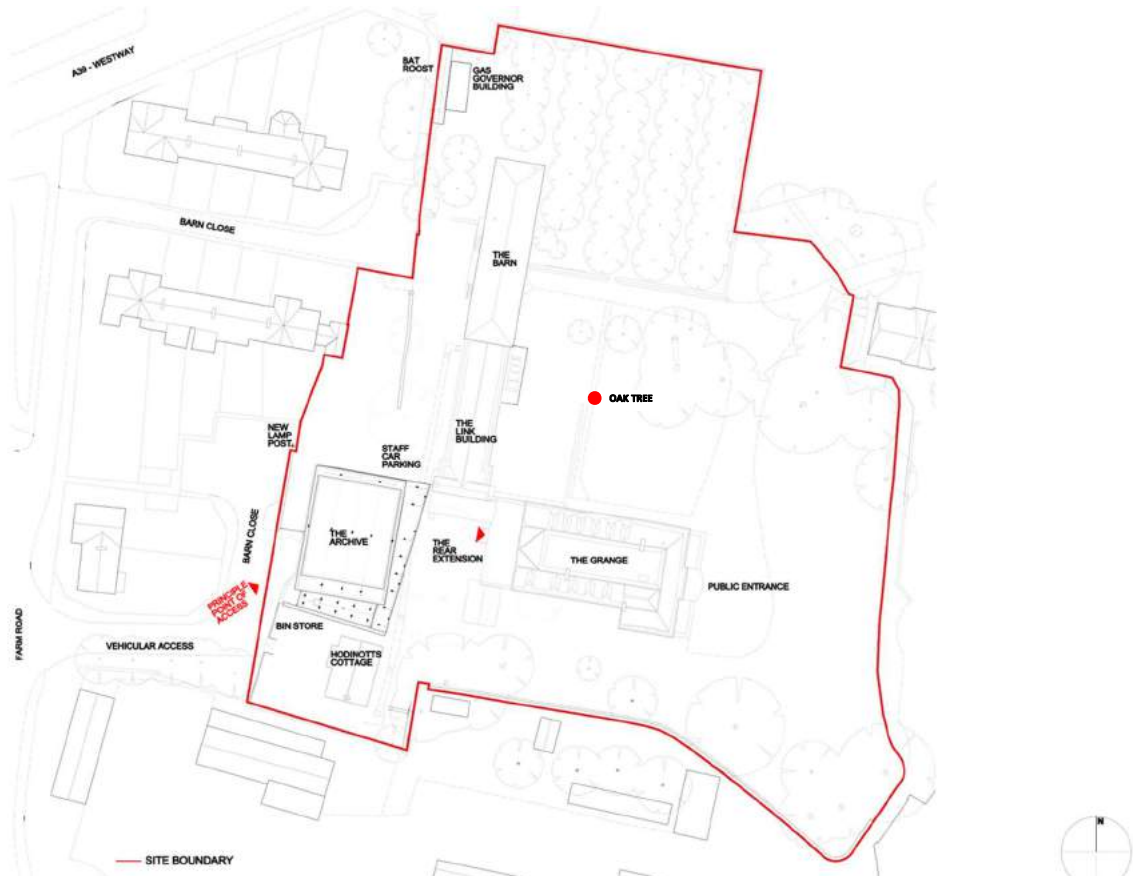 A39 - WESTWAY
BAT
ROOST
GAS
GOVERNOR
BUILDING
BARN CLOSE
THE
BARN
OAK TREE
NEW
LAMP
POST
THE
LINK
BUILDING
STAFF
CAR
PARKING
THE
ARCHIVE
BARN CLOSE
THE
REAR
EXTENSION
THE GRANGE
PUBLIC ENTRANCE
PRINCIPLE
POINT OF
ACCESS
BIN STORE
FARM ROAD
VEHICULAR ACCESS
HODINOTTS
COTTAGE
SITE BOUNDARY
N